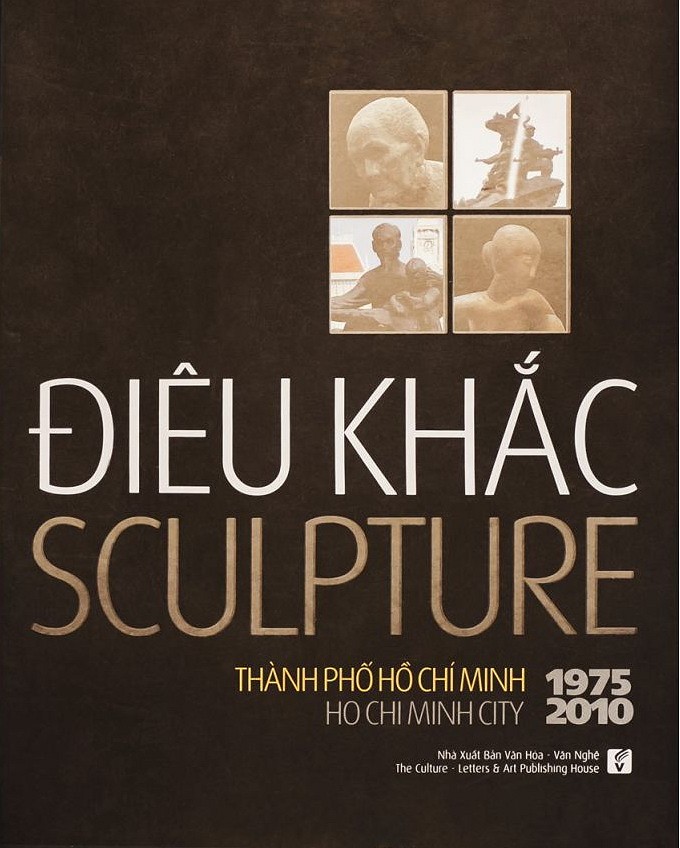 ĐIÊU KHẮC
SCULPTURE
THÀNH PHỐ HỒ CHÍ MINH 1975
HO CHI MINH CITY 2010
Nhà Xuất Bản Văn Hóa - Văn Nghệ
The Culture - Letters & Art Publishing House
V